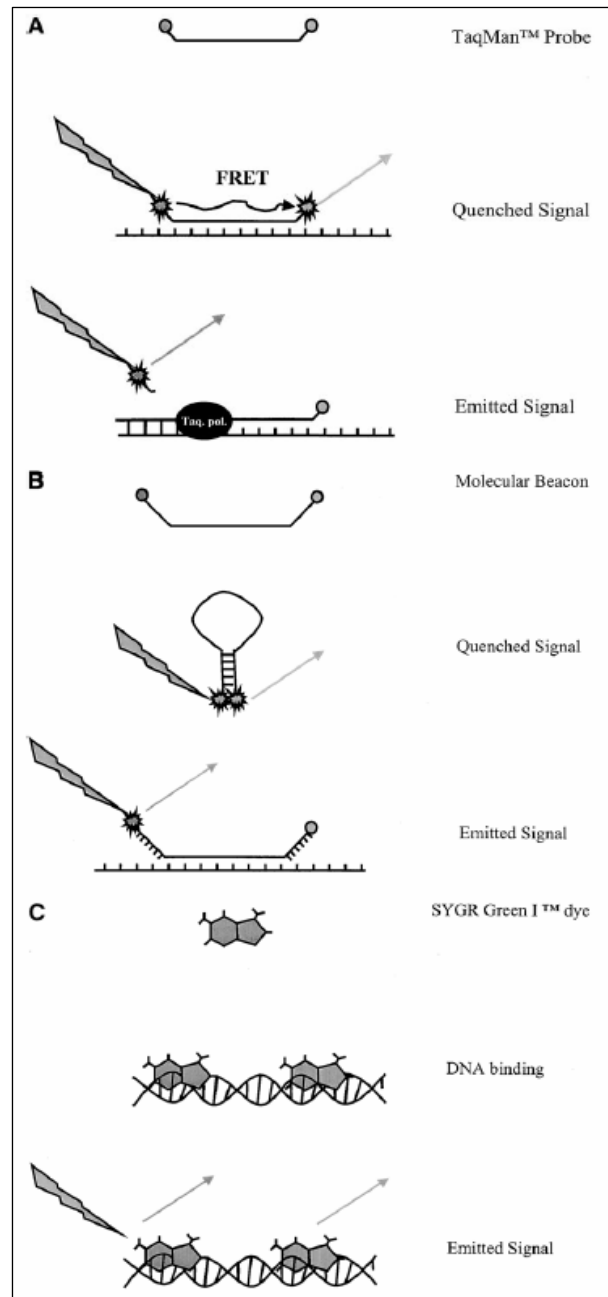 A
TaqMan™ Probe
FRET
Quenched Signal
Emitted Signal
Taq. pol.
B
Molecular Beacon
Quenched Signal
Emitted Signal
C
SYGR Green I ™ dye
DNA binding
Emitted Signal